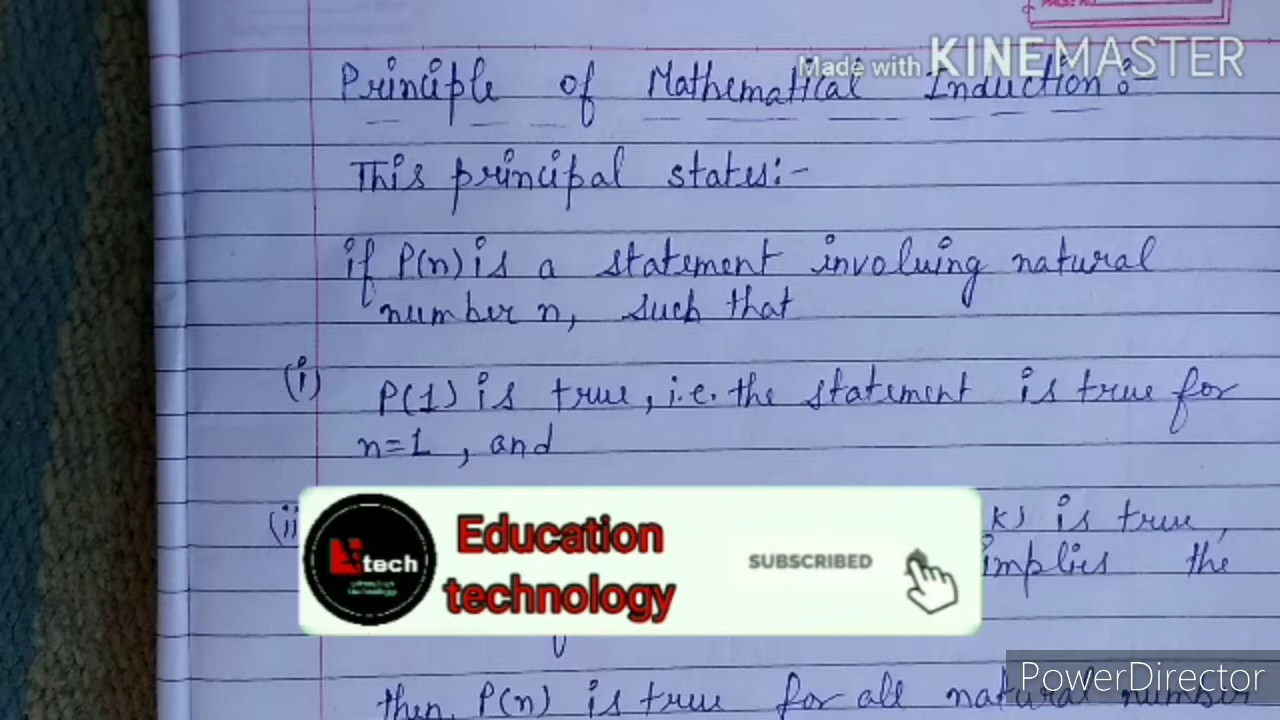 Made with KINEMASTER
Principle of Mathematical Induction:-
This principal states:-
if P(n) is a statement involving natural
number n, such that
(i) P(1) is true, i.e. the statement is true for
n=1, and
(ii) k) is true,
implies the
tech
Education
technology
SUBSCRIBED
then, P(n) is true for all natural number
PowerDirector